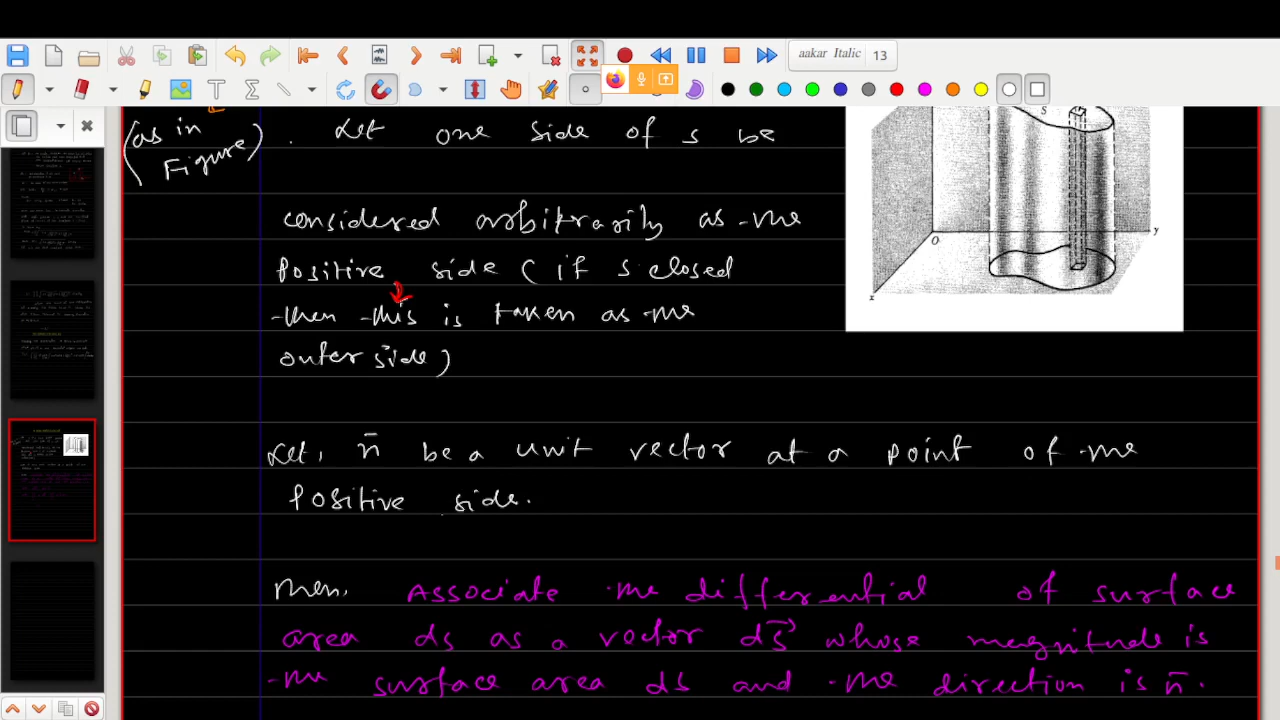 aakar Italic 13
(as in Figure)
. Let one side of S be
considered arbitrarily as the
positive side ( if S closed
then this is taken as the
outer side)
Let, n̄ be a unit vector at a point of the
positive side.
Then, Associate the differential of surface
area ds as a vector ds⃗ whose magnitude is
the surface area ds and the direction is n̄.
S
O
y
x